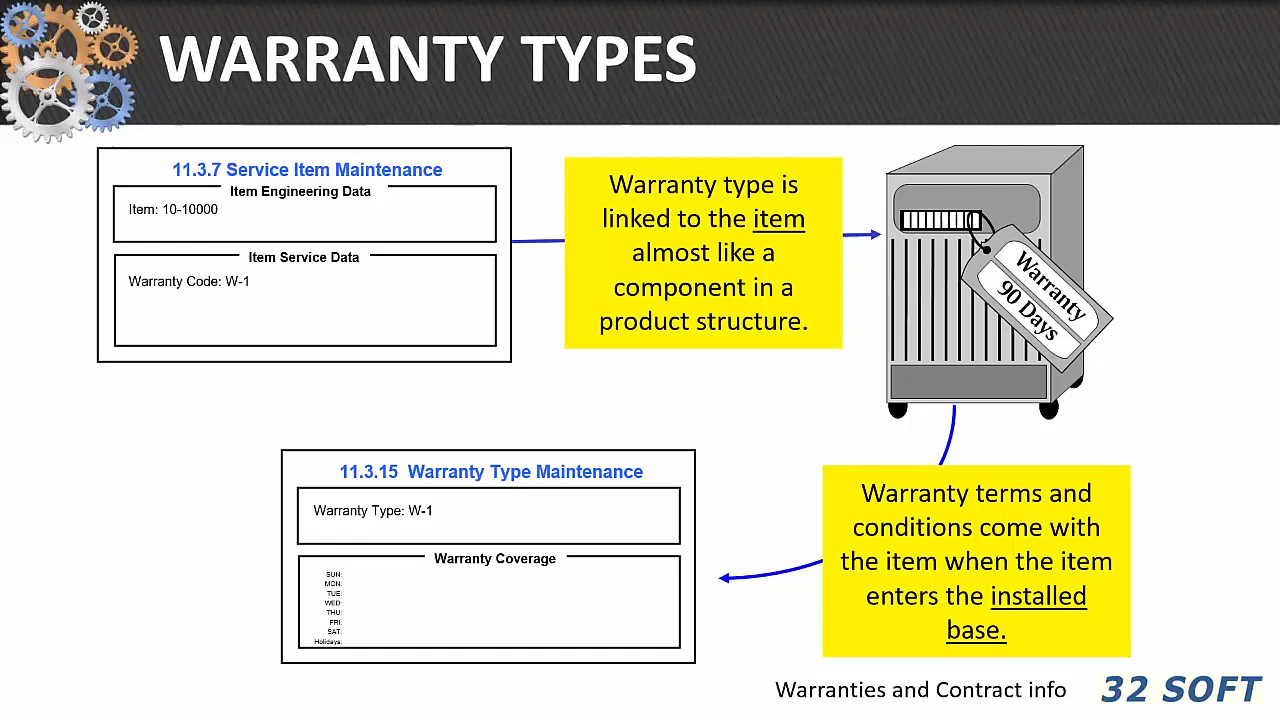 WARRANTY TYPES
11.3.7 Service Item Maintenance
Item Engineering Data
Item: 10-10000
Item Service Data
Warranty Code: W-1
Warranty type is
linked to the item
almost like a
component in a
product structure.
Warranty
90 Days
11.3.15 Warranty Type Maintenance
Warranty Type: W-1
Warranty Coverage
SUN:
MON:
TUE:
WED:
THU:
FRI:
SAT:
Holidays:
Warranty terms and
conditions come with
the item when the item
enters the installed
base.
Warranties and Contract info
32 SOFT